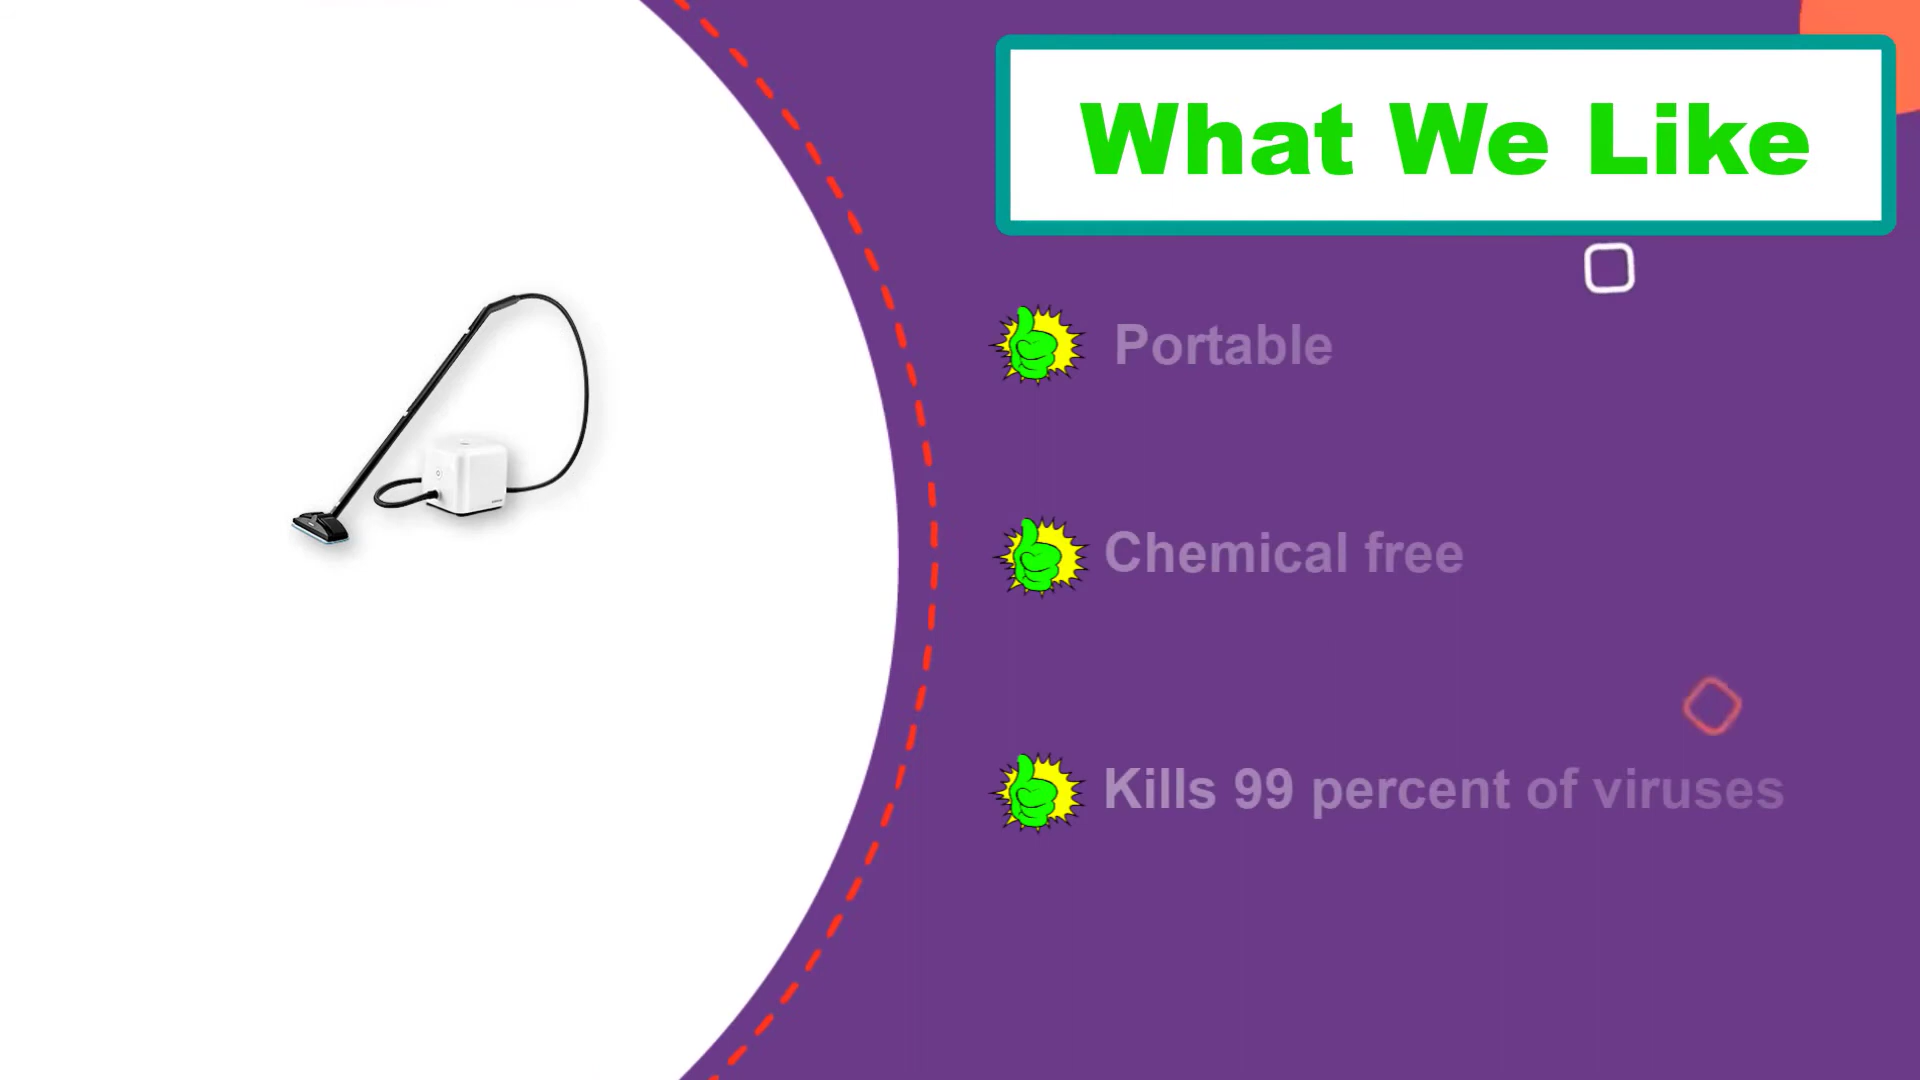 What We Like
Portable
Chemical free
Kills 99 percent of viruses